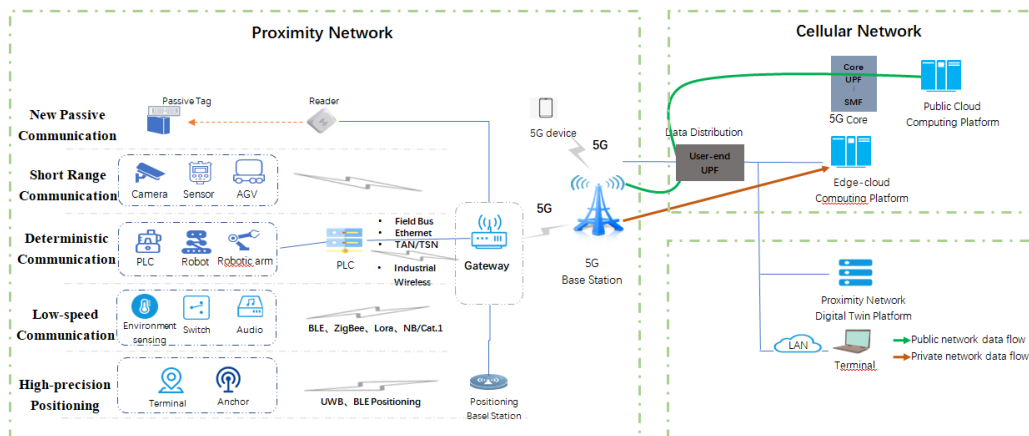 Proximity Network
Cellular Network
New Passive
Communication
Passive Tag
Reader
Short Range
Communication
Camera
Sensor
AGV
Deterministic
Communication
PLC
Robot
Robotic arm
PLC
• Field Bus
• Ethernet
• TAN/TSN
• Industrial
Wireless
Gateway
Low-speed
Communication
Environment
sensing
Switch
Audio
BLE、ZigBee、Lora、NB/Cat.1
High-precision
Positioning
Terminal
Anchor
UWB、BLE Positioning
Positioning
Basel Station
5G device
5G
5G
5G
Base Station
Data Distribution
User-end
UPF
Core
UPF
SMF
5G Core
Public Cloud
Computing Platform
Edge-cloud
Computing Platform
Proximity Network
Digital Twin Platform
LAN
Terminal
Public network data flow
Private network data flow